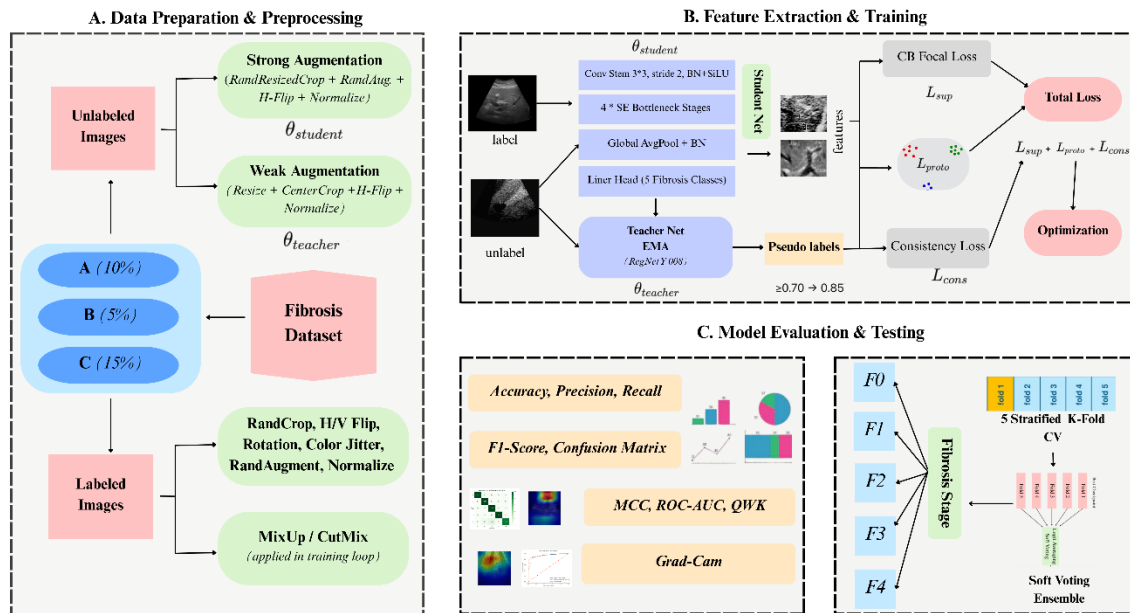 A. Data Preparation & Preprocessing
Unlabeled
Images
Strong Augmentation
(RandResizedCrop + RandAug +
H-Flip + Normalize)
θstudent
Weak Augmentation
(Resize + CenterCrop +H-Flip +
Normalize)
θteacher
A (10%)
B (5%)
C (15%)
Fibrosis
Dataset
Labeled
Images
RandCrop, H/V Flip,
Rotation, Color Jitter,
RandAugment, Normalize
MixUp / CutMix
(applied in training loop)
B. Feature Extraction & Training
label
unlabel
θstudent
Conv Stem 3*3, stride 2, BN+SiLU
4 * SE Bottleneck Stages
Global AvgPool + BN
Liner Head (5 Fibrosis Classes)
Teacher Net
EMA
(RegNetY 008)
θteacher
Student Net
features
Pseudo labels
≥0.70 → 0.85
CB Focal Loss
Lsup
Lproto
Consistency Loss
Lcons
Total Loss
Lsup + Lproto + Lcons
Optimization
C. Model Evaluation & Testing
Accuracy, Precision, Recall
F1-Score, Confusion Matrix
MCC, ROC-AUC, QWK
Grad-Cam
F0
F1
F2
F3
F4
Fibrosis Stage
fold 1
fold 2
fold 3
fold 4
fold 5
5 Stratified K-Fold
CV
Soft Voting
Ensemble